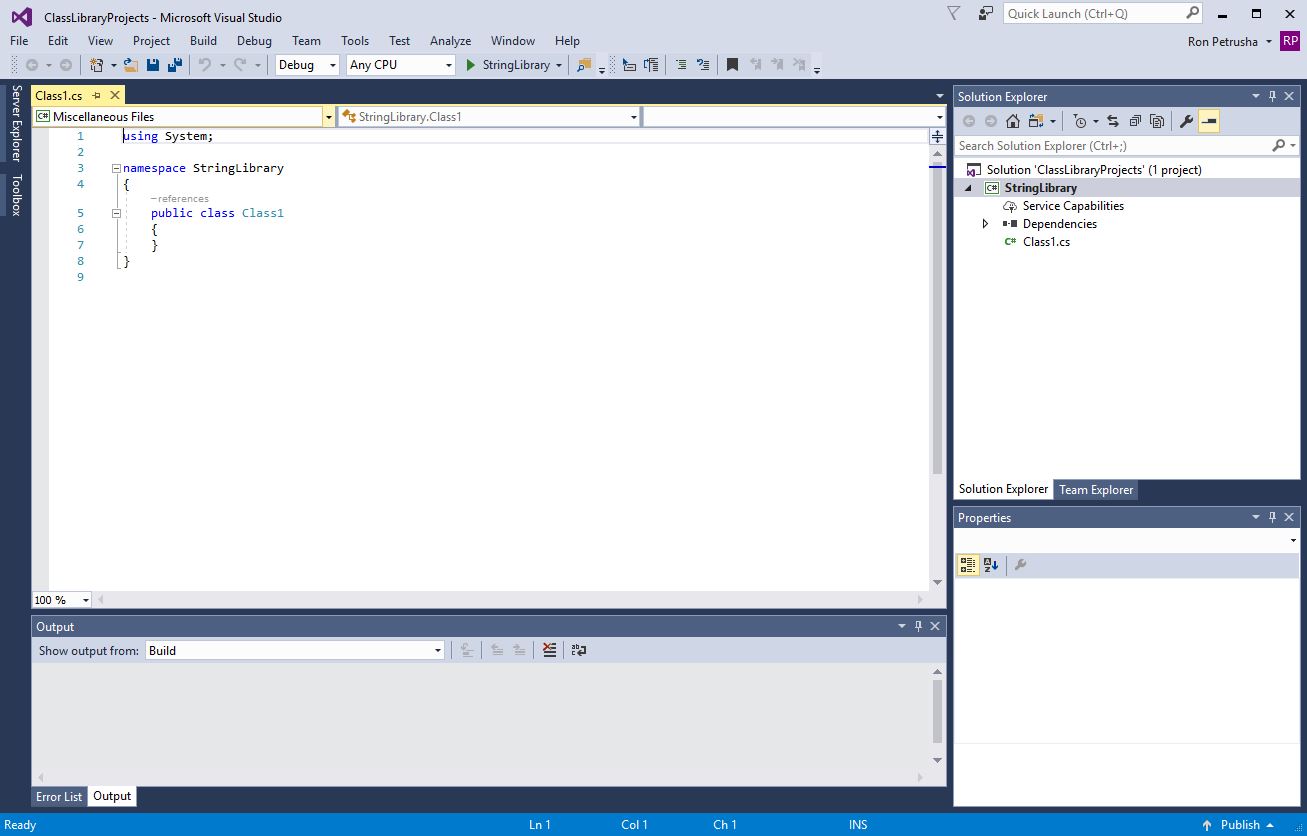 ClassLibraryProjects - Microsoft Visual Studio
Quick Launch (Ctrl+Q)
File Edit View Project Build Debug Team Tools Test Analyze Window Help
Ron Petrusha RP
Debug Any CPU StringLibrary
Server Explorer
Toolbox
Class1.cs
C# Miscellaneous Files StringLibrary.Class1
1 using System;
2
3 namespace StringLibrary
4 {
–references
5 public class Class1
6 {
7 }
8 }
9
100 %
Solution Explorer
Search Solution Explorer (Ctrl+;)
Solution 'ClassLibraryProjects' (1 project)
C# StringLibrary
Service Capabilities
Dependencies
C# Class1.cs
Solution Explorer Team Explorer
Properties
Output
Show output from: Build
Error List Output
Ready Ln 1 Col 1 Ch 1 INS Publish